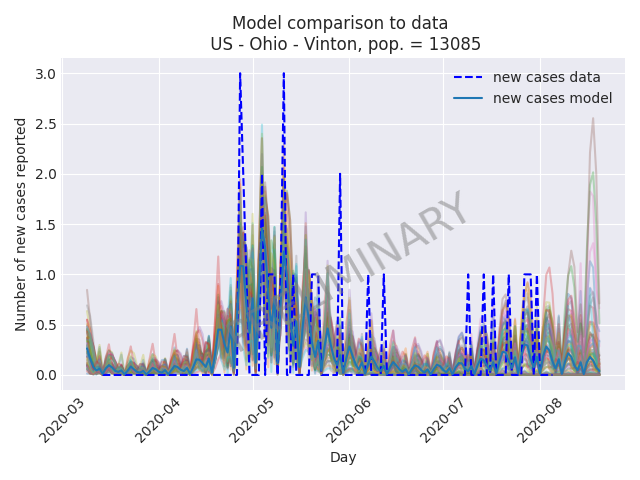 Model comparison to data
US - Ohio - Vinton, pop. = 13085
new cases data
new cases model
Number of new cases reported
3.0
2.5
2.0
1.5
1.0
0.5
0.0
2020-03
2020-04
2020-05
2020-06
2020-07
2020-08
Day